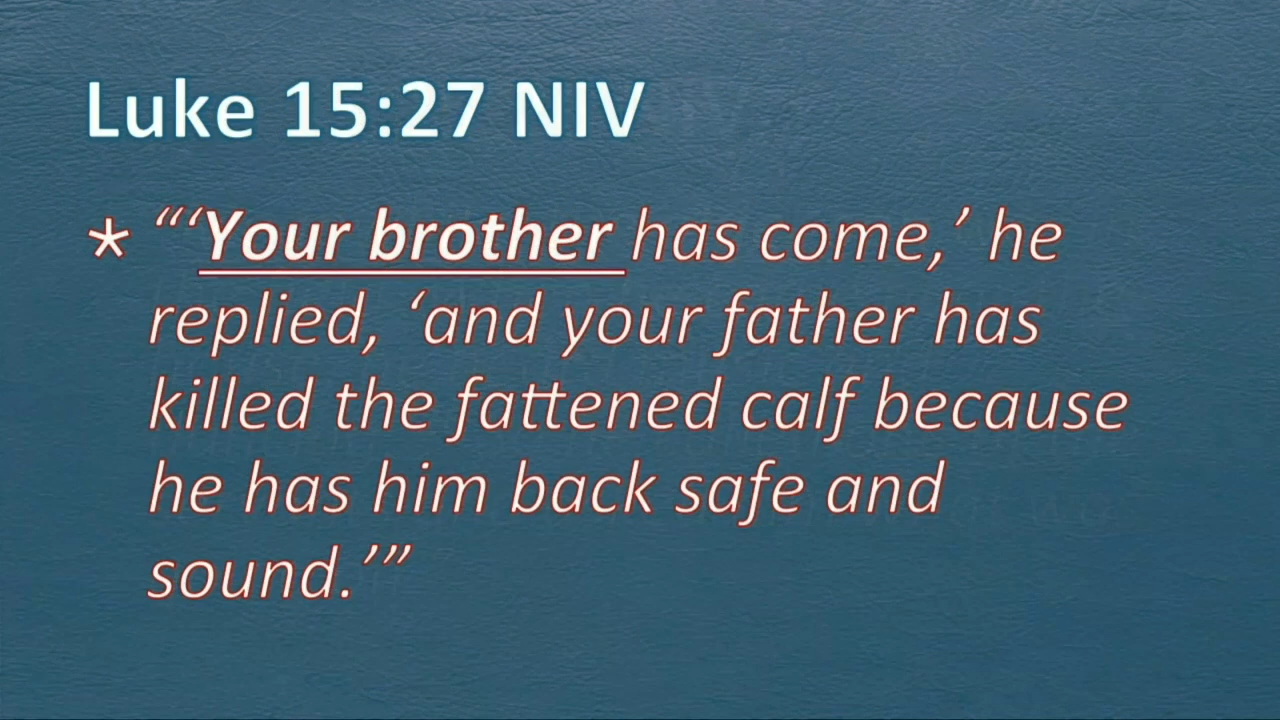 Luke 15:27 NIV
* “‘Your brother has come,’ he
replied, ‘and your father has
killed the fattened calf because
he has him back safe and
sound.’”